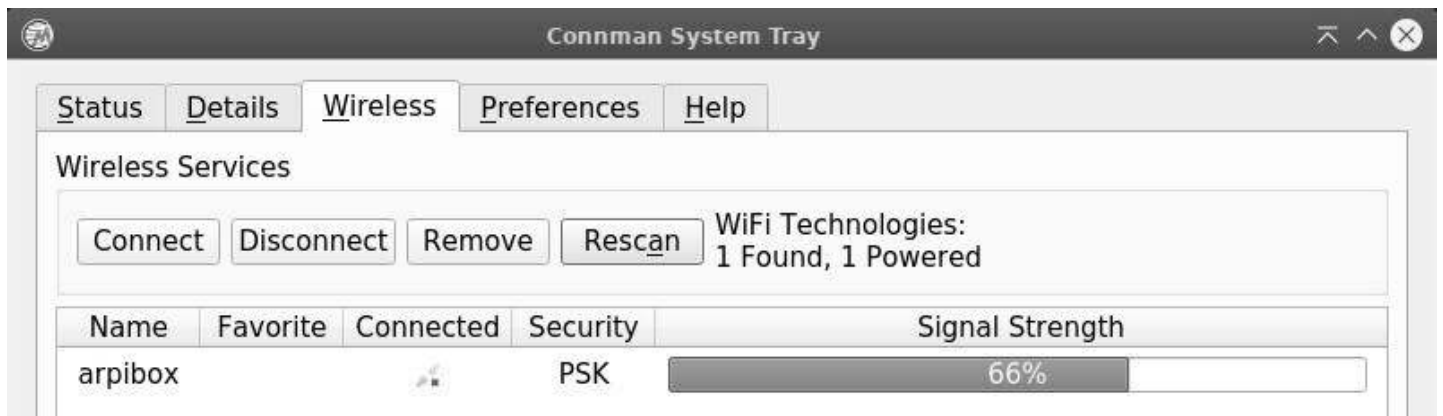 Connman System Tray
Status Details Wireless Preferences Help
Wireless Services
Connect Disconnect Remove Rescan WiFi Technologies:
1 Found, 1 Powered
Name Favorite Connected Security Signal Strength
arpibox PSK 66%